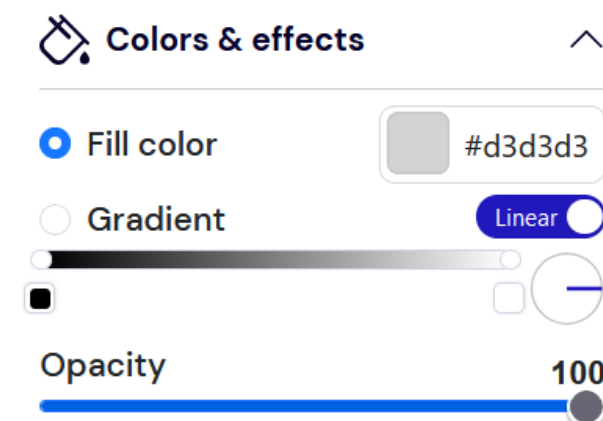 Colors & effects
Fill color #d3d3d3
Gradient Linear
Opacity 100